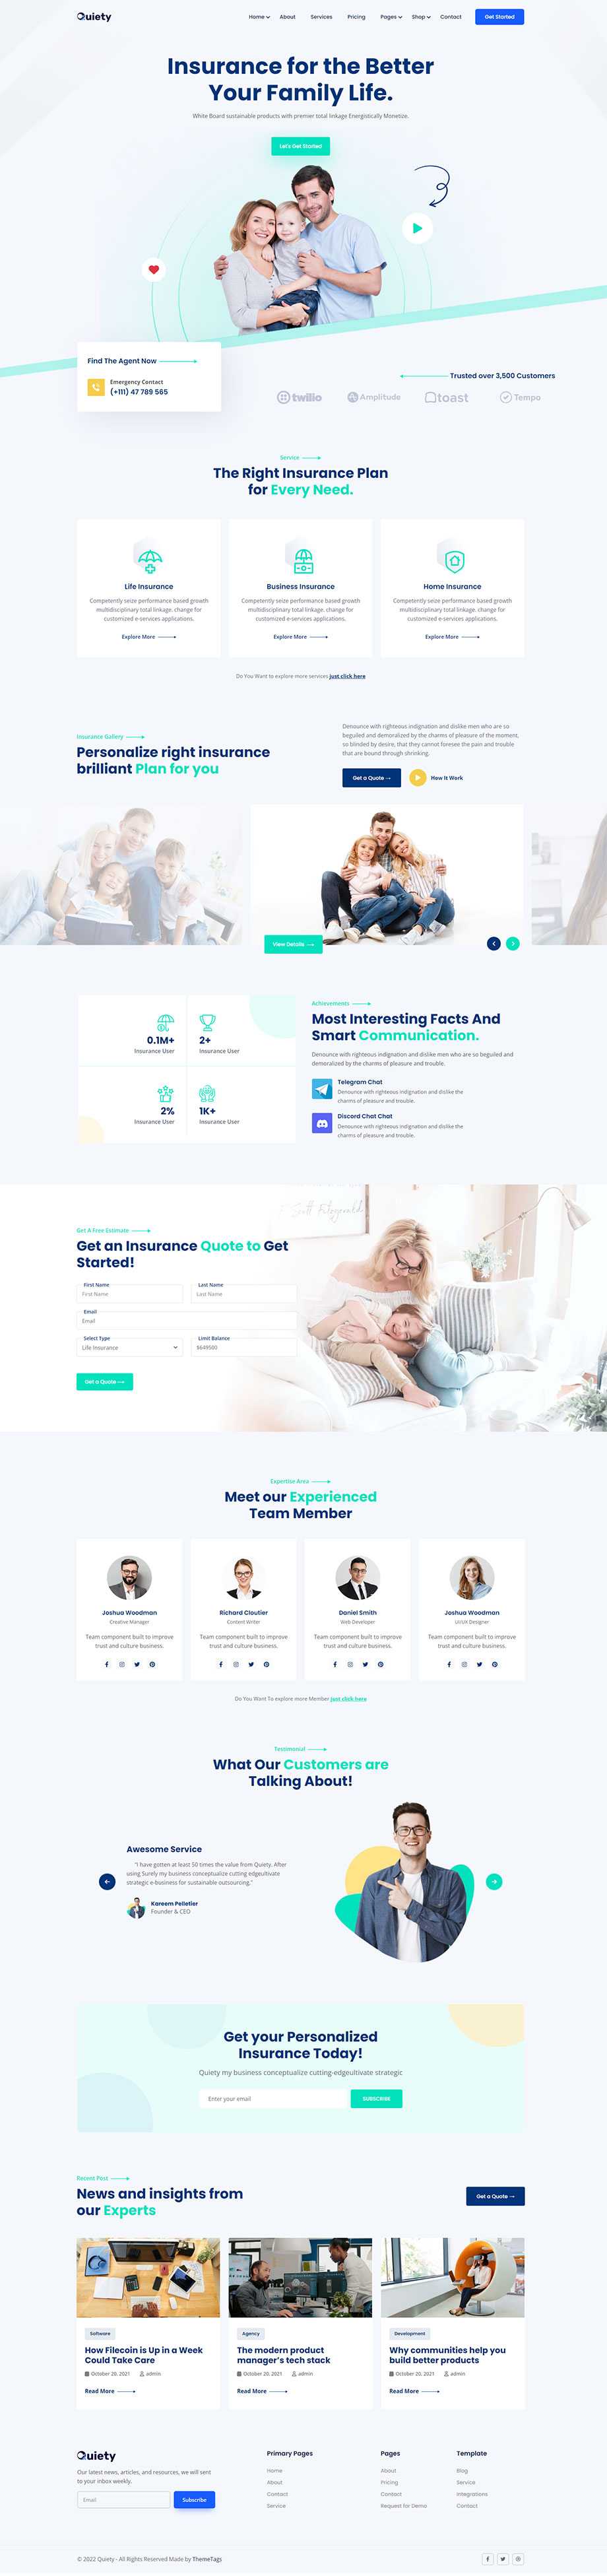 Quiety
Home
About
Services
Pricing
Pages
Shop
Contact
Get Started
Insurance for the Better
Your Family Life.
White Board sustainable products with premier total linkage Energistically Monetize.
Let's Get Started
Find The Agent Now
Emergency Contact
(+111) 47 789 565
Trusted over 3,500 Customers
twilio
Amplitude
toast
Tempo
Service
The Right Insurance Plan
for Every Need.
Life Insurance
Competently seize performance based growth
multidisciplinary total linkage. change for
customized e-services applications.
Explore More
Business Insurance
Competently seize performance based growth
multidisciplinary total linkage. change for
customized e-services applications.
Explore More
Home Insurance
Competently seize performance based growth
multidisciplinary total linkage. change for
customized e-services applications.
Explore More
Do You Want to explore more services just click here
Insurance Gallery
Personalize right insurance
brilliant Plan for you
Denounce with righteous indignation and dislike men who are so
beguiled and demoralized by the charms of pleasure of the moment,
so blinded by desire, that they cannot foresee the pain and trouble
that are bound through shrinking.
Get a Quote →
How It Work
View Details
Achievements
Most Interesting Facts And
Smart Communication.
Denounce with righteous indignation and dislike men who are so beguiled and
demoralized by the charms of pleasure and trouble.
Telegram Chat
Denounce with righteous indignation and dislike the
charms of pleasure and trouble.
Discord Chat Chat
Denounce with righteous indignation and dislike the
charms of pleasure and trouble.
0.1M+
Insurance User
2+
Insurance User
2%
Insurance User
1K+
Insurance User
Scott Fitzgerald
Get A Free Estimate
Get an Insurance Quote to Get
Started!
First Name
First Name
Last Name
Last Name
Email
Email
Select Type
Life Insurance
Limit Balance
$649500
Get a Quote
Expertise Area
Meet our Experienced
Team Member
Joshua Woodman
Creative Manager
Team component built to improve
trust and culture business.
Richard Cloutier
Content Writer
Team component built to improve
trust and culture business.
Daniel Smith
Web Developer
Team component built to improve
trust and culture business.
Joshua Woodman
UI/UX Designer
Team component built to improve
trust and culture business.
Do You Want To explore more Member just click here
Testimonial
What Our Customers are
Talking About!
Awesome Service
"I have gotten at least 50 times the value from Quiety. After
using Surely my business conceptualize cutting edgeultivate
strategic e-business for sustainable outsourcing."
Kareem Pelletier
Founder & CEO
Get your Personalized
Insurance Today!
Quiety my business conceptualize cutting-edgeultivate strategic
Enter your email
SUBSCRIBE
Recent Post
News and insights from
our Experts
Get a Quote →
Software
How Filecoin is Up in a Week
Could Take Care
October 20, 2021
admin
Read More
Agency
The modern product
manager's tech stack
October 20, 2021
admin
Read More
Development
Why communities help you
build better products
October 20, 2021
admin
Read More
Quiety
Our latest news, articles, and resources, we will sent
to your inbox weekly.
Email
Subscribe
Primary Pages
Home
About
Contact
Service
Pages
About
Pricing
Contact
Request for Demo
Template
Blog
Service
Integrations
Contact
© 2022 Quiety - All Rights Reserved Made by ThemeTags